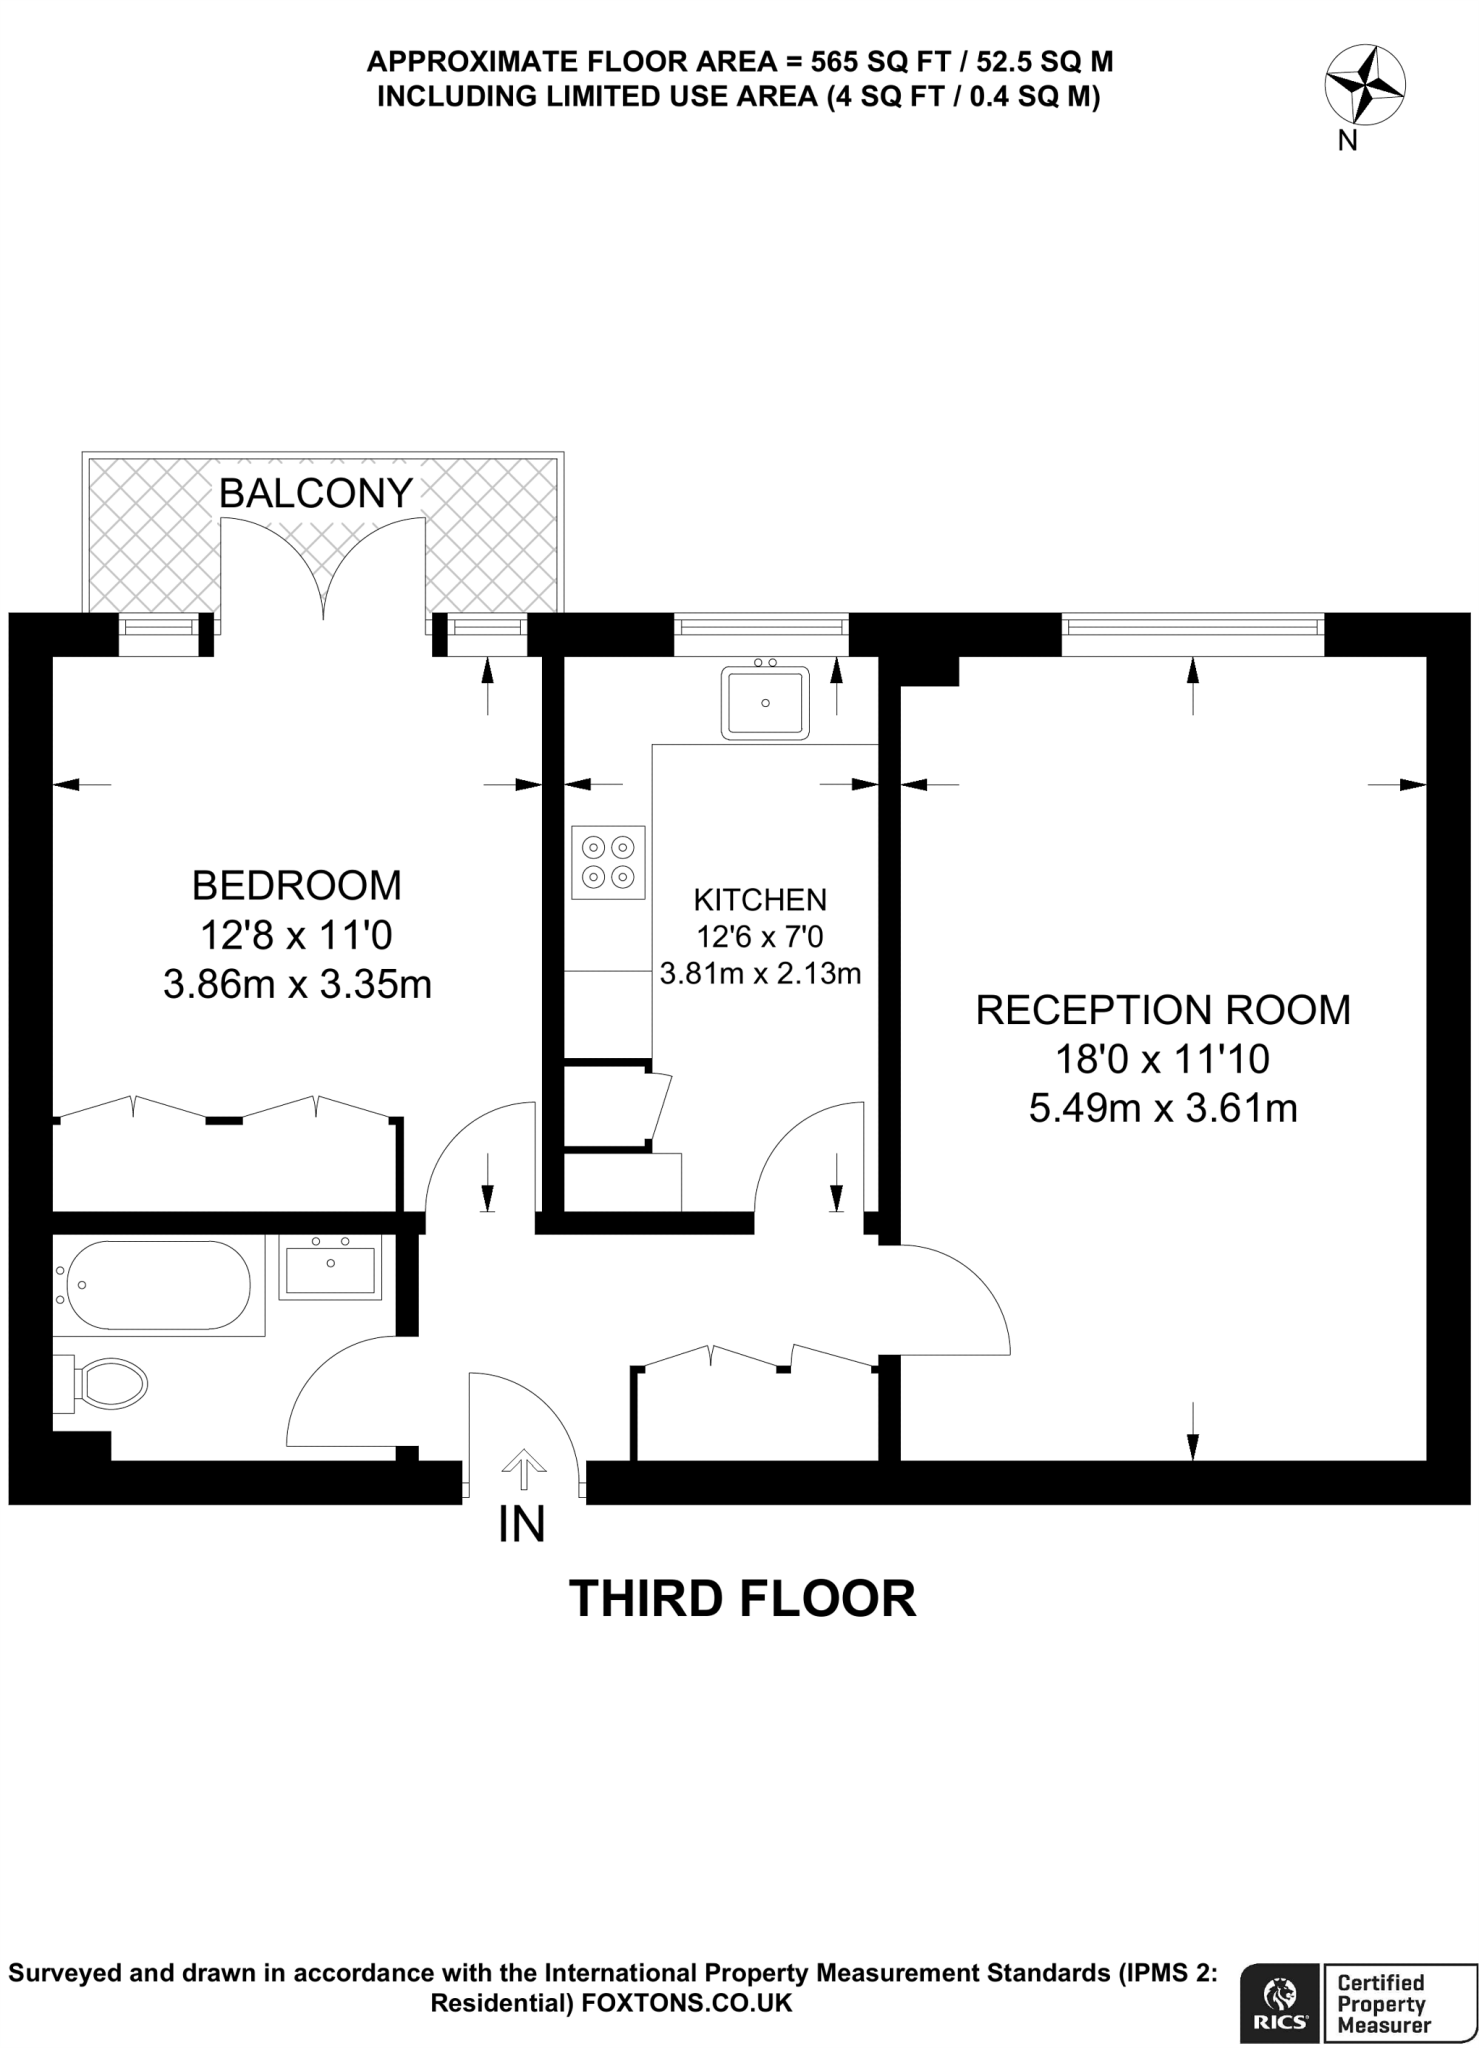 APPROXIMATE FLOOR AREA = 565 SQ FT / 52.5 SQ M
INCLUDING LIMITED USE AREA (4 SQ FT / 0.4 SQ M)
N
BALCONY
BEDROOM
12'8 x 11'0
3.86m x 3.35m
KITCHEN
12'6 x 7'0
3.81m x 2.13m
RECEPTION ROOM
18'0 x 11'10
5.49m x 3.61m
IN
THIRD FLOOR
Surveyed and drawn in accordance with the International Property Measurement Standards (IPMS 2:
Residential) FOXTONS.CO.UK
RICS
Certified
Property
Measurer